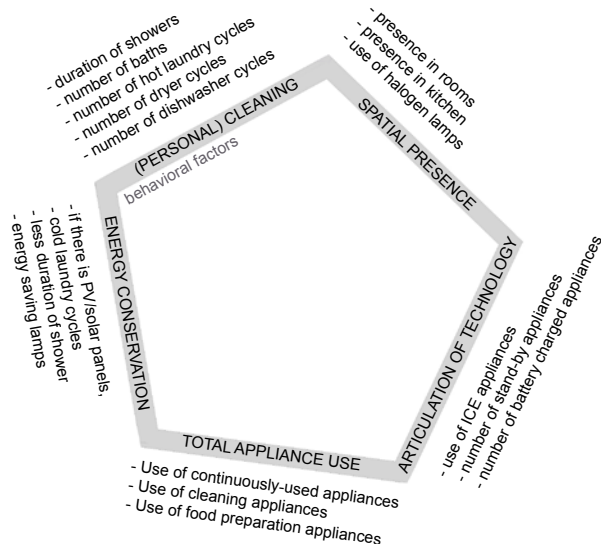 - duration of showers
- number of baths
- number of hot laundry cycles
- number of dryer cycles
- number of dishwasher cycles
(PERSONAL) CLEANING
behavioral factors
- presence in rooms
- presence in kitchen
- use of halogen lamps
SPATIAL PRESENCE
ARTICULATION OF TECHNOLOGY
- use of ICE appliances
- number of stand-by appliances
- number of battery charged appliances
TOTAL APPLIANCE USE
- Use of continuously-used appliances
- Use of cleaning appliances
- Use of food preparation appliances
ENERGY CONSERVATION
- if there is PV/solar panels,
- cold laundry cycles
- less duration of shower
- energy saving lamps